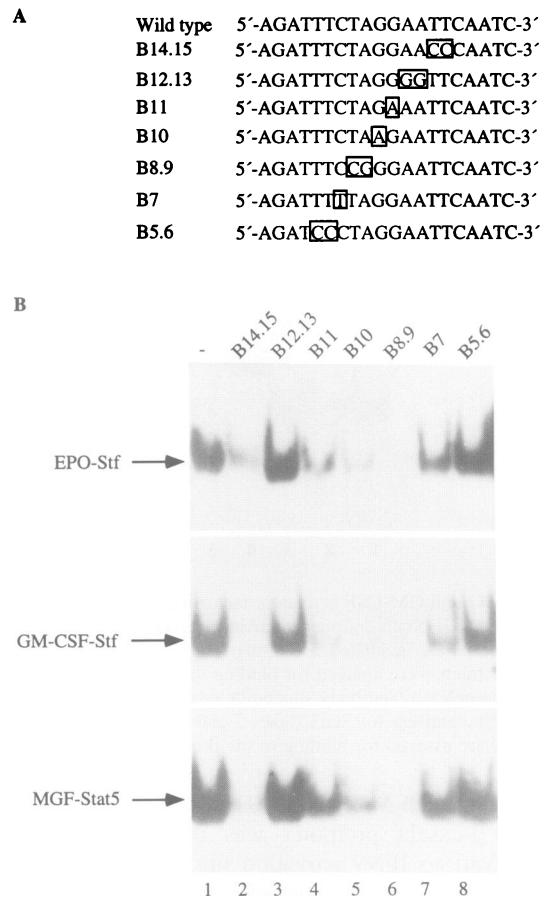 A
Wild type 5´-AGATTTCTAGGAATTCAATC-3´
B14.15 5´-AGATTTCTAGGAACCCAATC-3´
B12.13 5´-AGATTTCTAGGGGTTCAATC-3´
B11 5´-AGATTTCTAGAAATTCAATC-3´
B10 5´-AGATTTCTAAGAATTCAATC-3´
B8.9 5´-AGATTTCCGGGAATTCAATC-3´
B7 5´-AGATTTTTAGGAATTCAATC-3´
B5.6 5´-AGATCCCTAGGAATTCAATC-3´
B
- B14.15 B12.13 B11 B10 B8.9 B7 B5.6
EPO-Stf
GM-CSF-Stf
MGF-Stat5
1 2 3 4 5 6 7 8